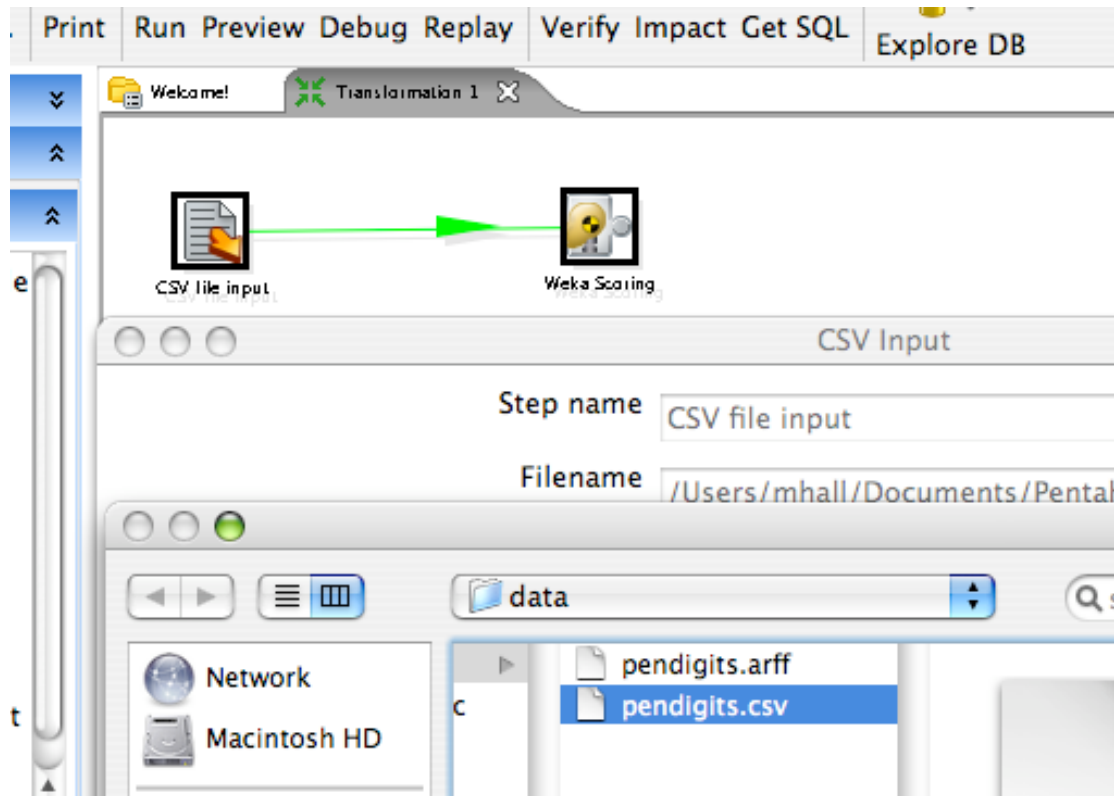 Print Run Preview Debug Replay Verify Impact Get SQL
Explore DB
Welcome! Transformation 1
CSV file input Weka Scoring
CSV Input
Step name CSV file input
Filename /Users/mhall/Documents/Pentah
data
Network
Macintosh HD
pendigits.arff
pendigits.csv
e
c
t
s